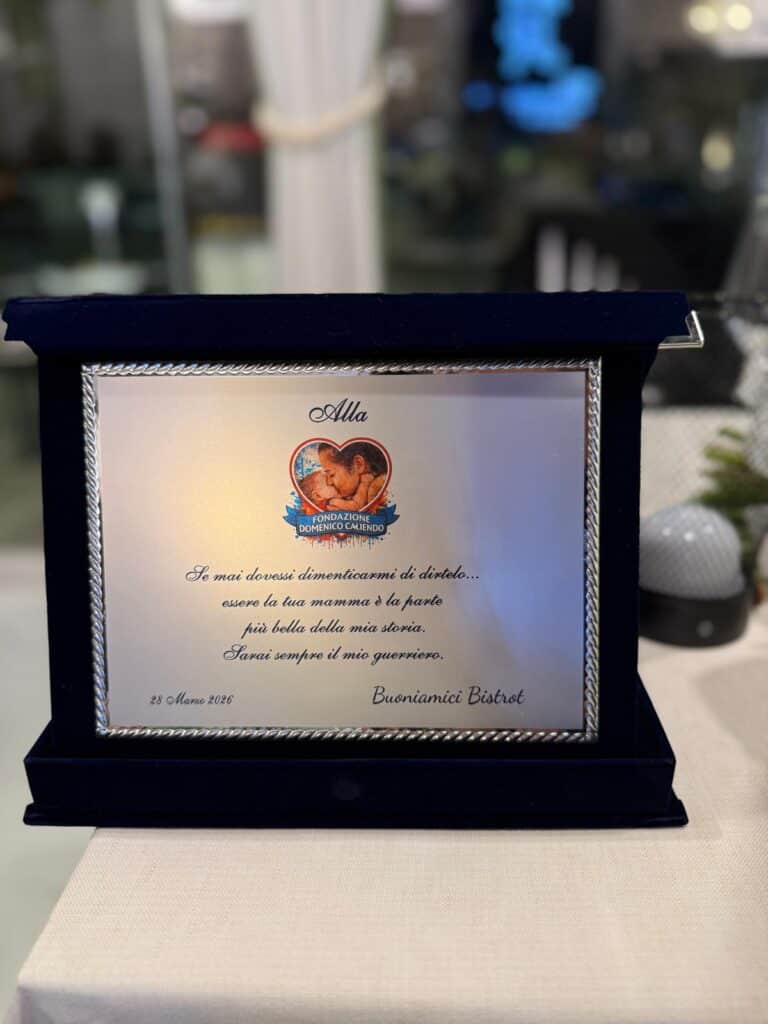 Alla
FONDAZIONE
DOMENICO CALIENDO
Se mai dovessi dimenticarmi di dirtelo...
essere la tua mamma è la parte
più bella della mia storia.
Sarai sempre il mio guerriero.
28 Marzo 2026
Buoniamici Bistrot